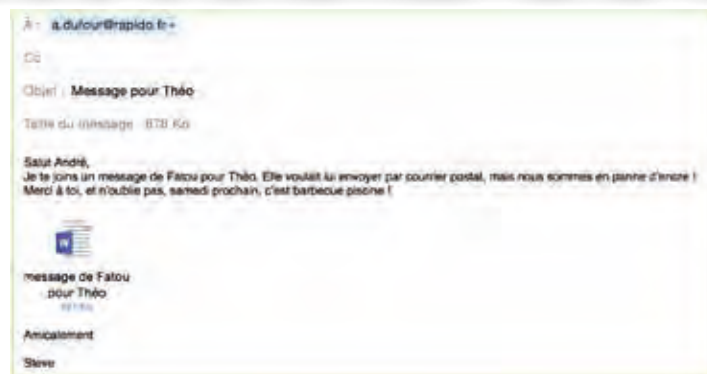 À : a.dufour@rapido.fr
Cc
Objet : Message pour Théo
Taille du message : 878 Ko
Salut André,
Je te joins un message de Fatou pour Théo. Elle voulait lui envoyer par courrier postal, mais nous sommes en panne d'encre !
Merci à toi, et n'oublie pas, samedi prochain, c'est barbecue piscine !
message de Fatou
pour Théo
Amicalement
Steve